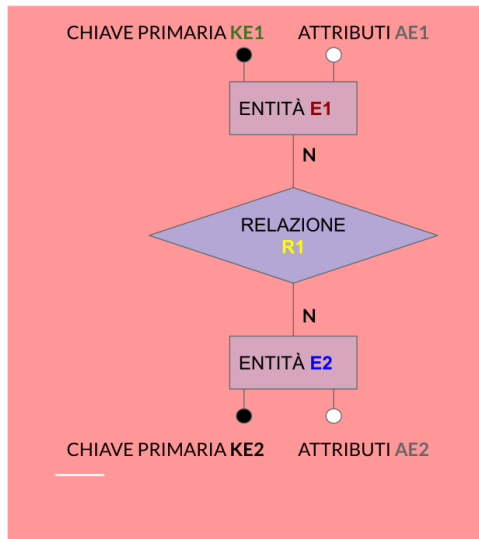 CHIAVE PRIMARIA KE1 ATTRIBUTI AE1
ENTITÀ E1
N
RELAZIONE
R1
N
ENTITÀ E2
CHIAVE PRIMARIA KE2 ATTRIBUTI AE2